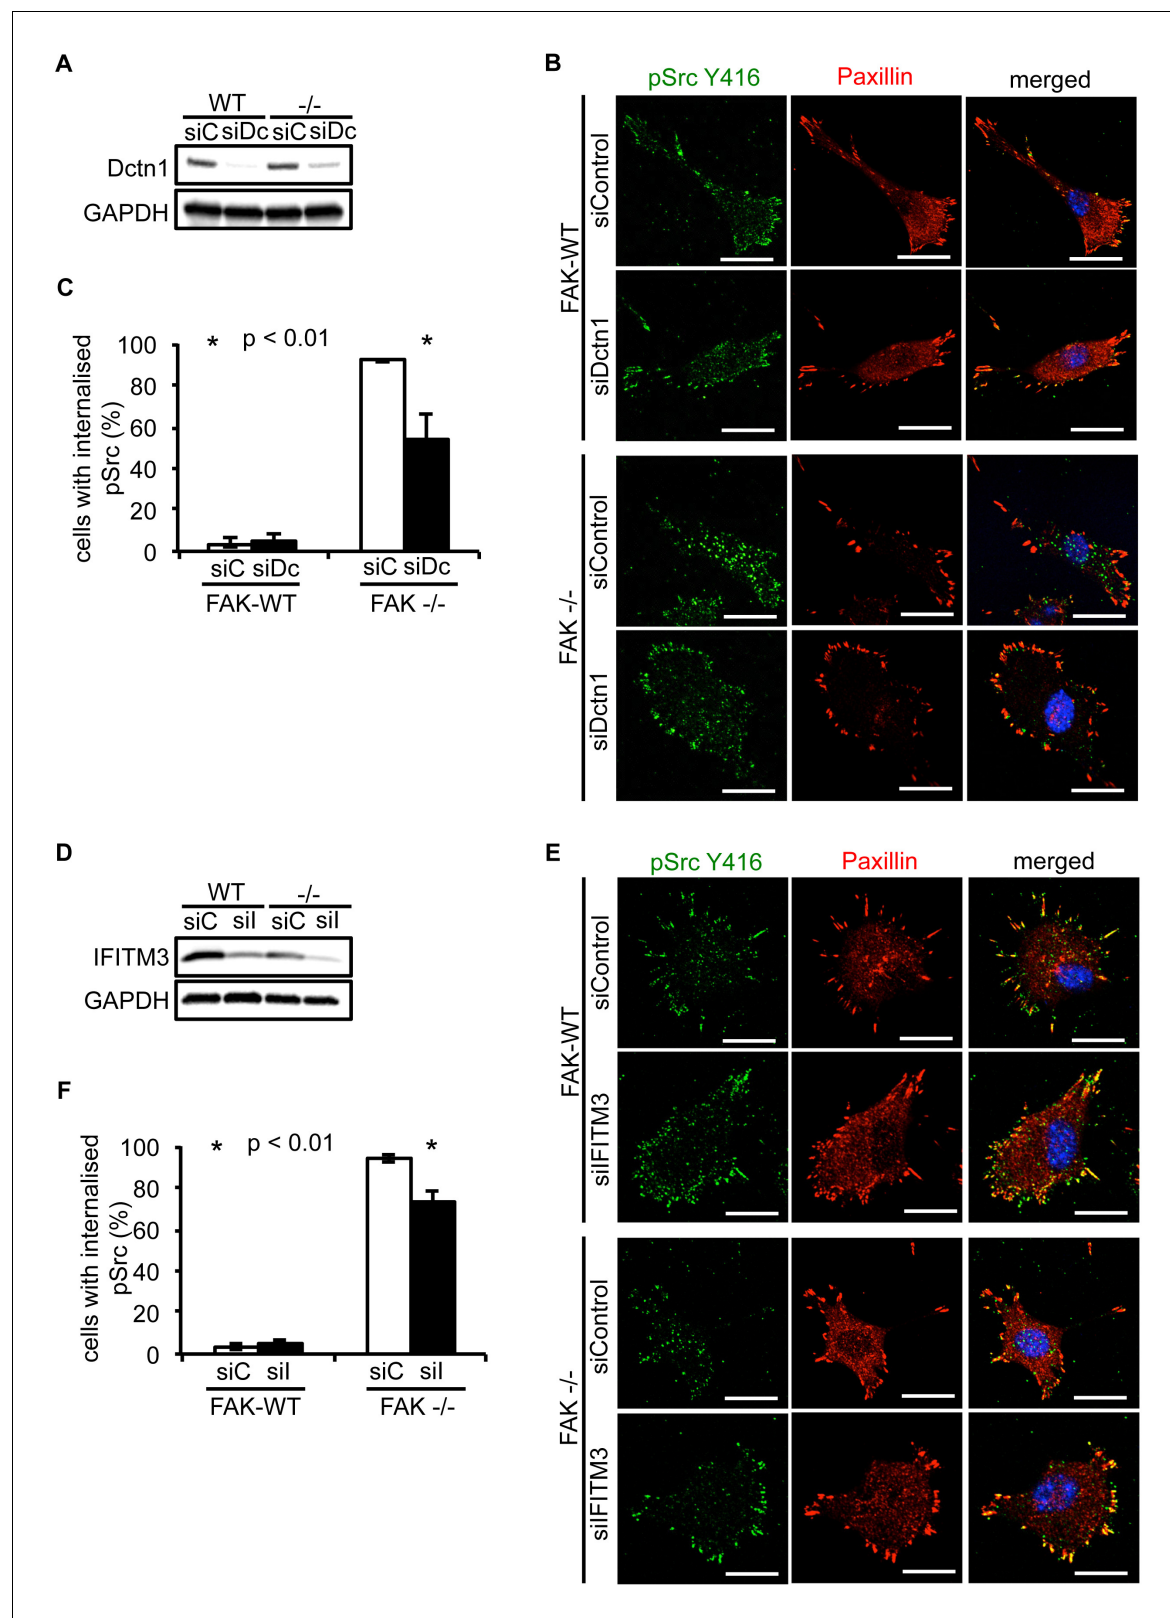 A
WT -/-
siC siDc siC siDc
Dctn1
GAPDH
B
pSrc Y416 Paxillin merged
FAK-WT
siControl
siDctn1
FAK -/-
siControl
siDctn1
C
* p < 0.01 *
cells with internalised
pSrc (%)
100
80
60
40
20
0
siC siDc siC siDc
FAK-WT FAK -/-
D
WT -/-
siC siI siC siI
IFITM3
GAPDH
E
pSrc Y416 Paxillin merged
FAK-WT
siControl
siIFITM3
FAK -/-
siControl
siIFITM3
F
* p < 0.01 *
cells with internalised
pSrc (%)
100
80
60
40
20
0
siC siI siC siI
FAK-WT FAK -/-